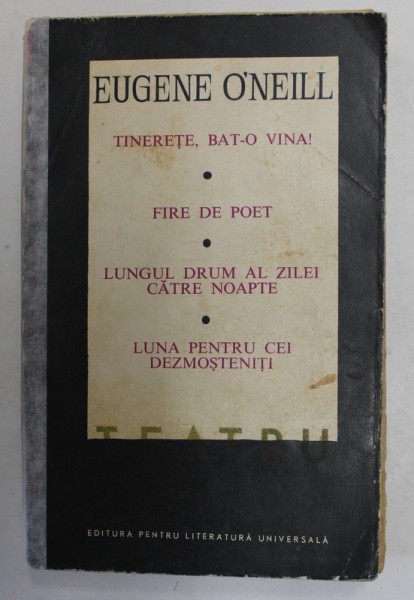 EUGENE O'NEILL
TINEREȚE, BAT-O VINA!
FIRE DE POET
LUNGUL DRUM AL ZILEI
CĂTRE NOAPTE
LUNA PENTRU CEI
DEZMOȘTENIȚI
TEATRU
EDITURA PENTRU LITERATURĂ UNIVERSALĂ